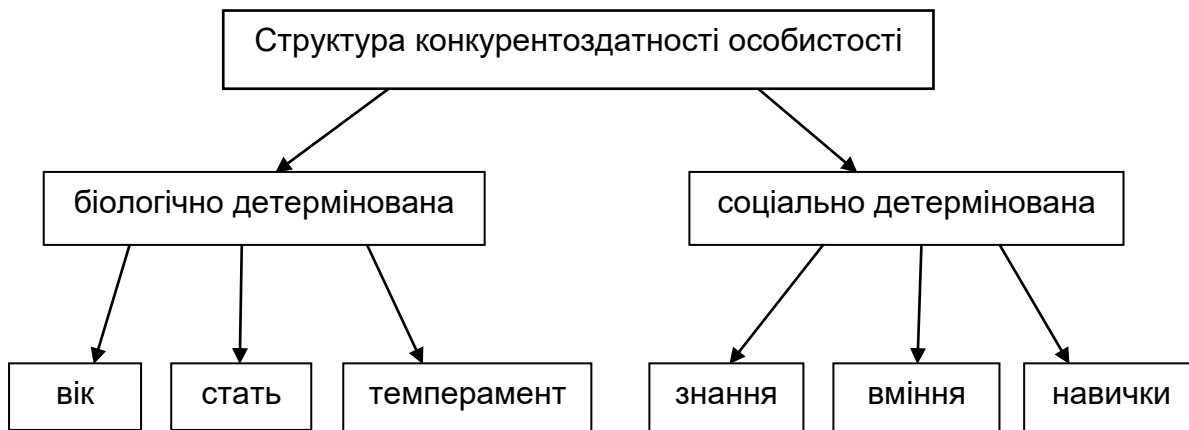 Структура конкурентоздатності особистості
біологічно детермінована
соціально детермінована
вік
стать
темперамент
знання
вміння
навички